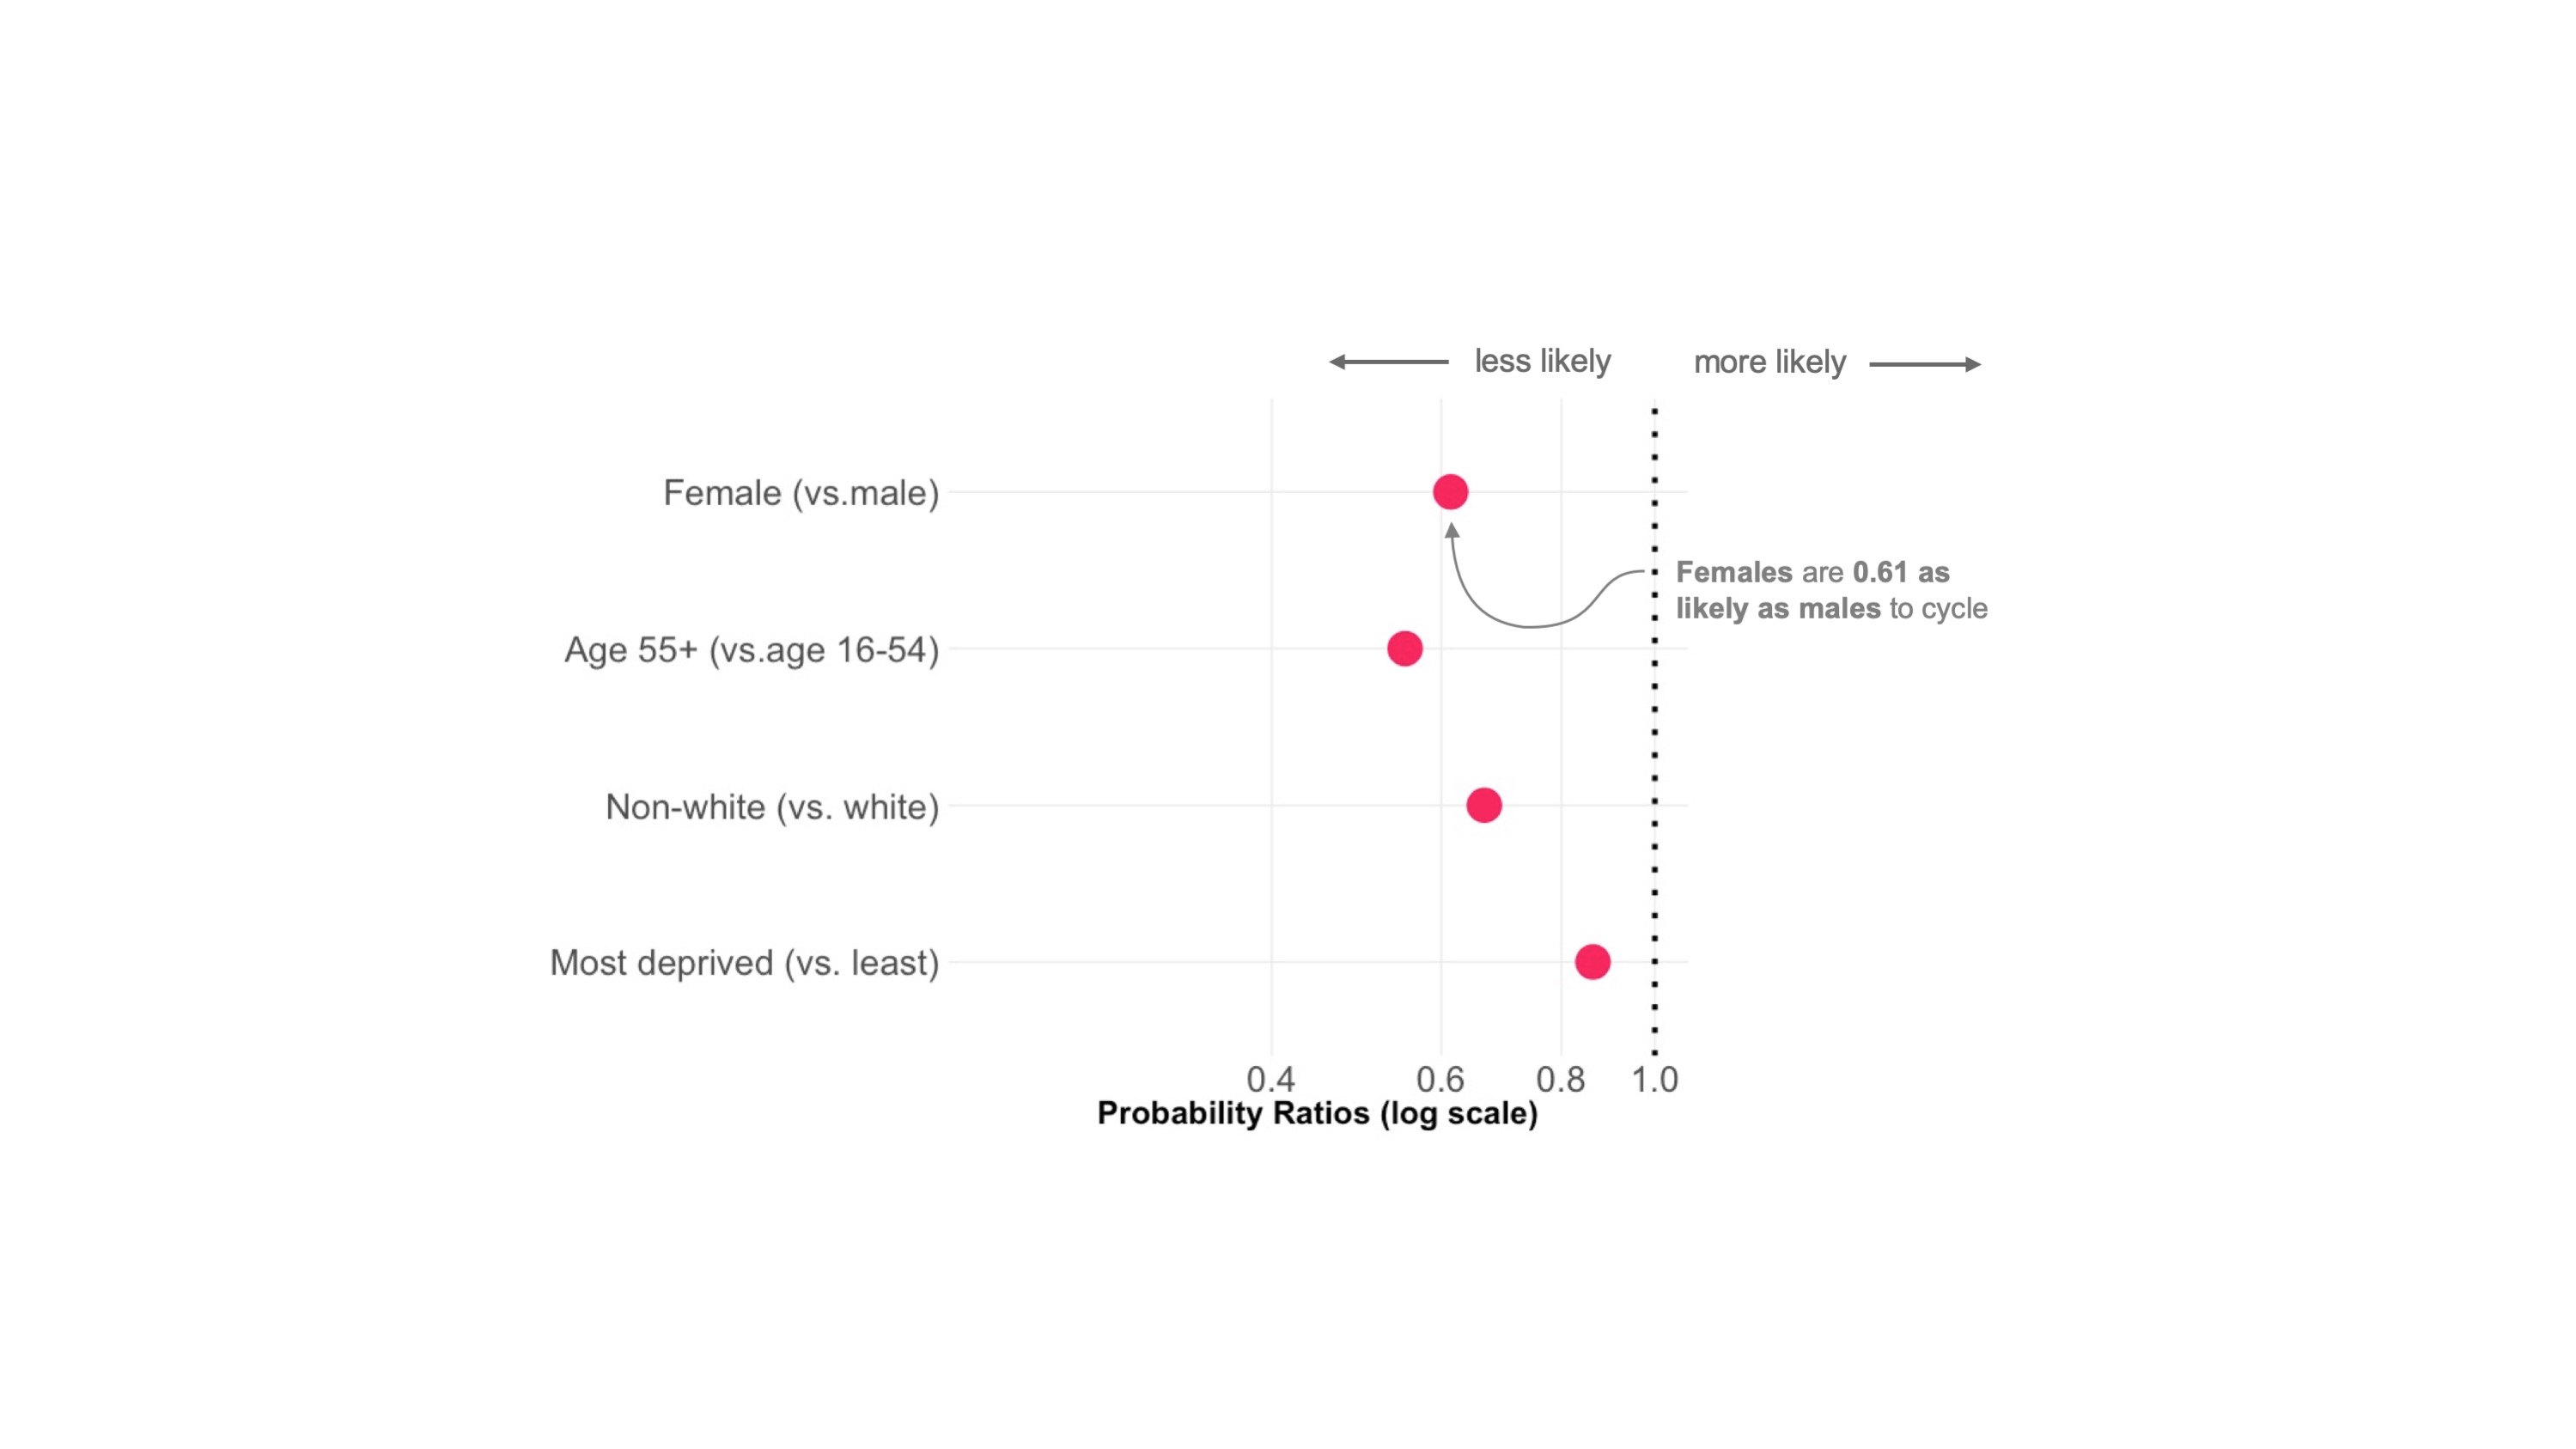 less likely more likely
Female (vs.male)
Females are 0.61 as
likely as males to cycle
Age 55+ (vs.age 16-54)
Non-white (vs. white)
Most deprived (vs. least)
0.4 0.6 0.8 1.0
Probability Ratios (log scale)